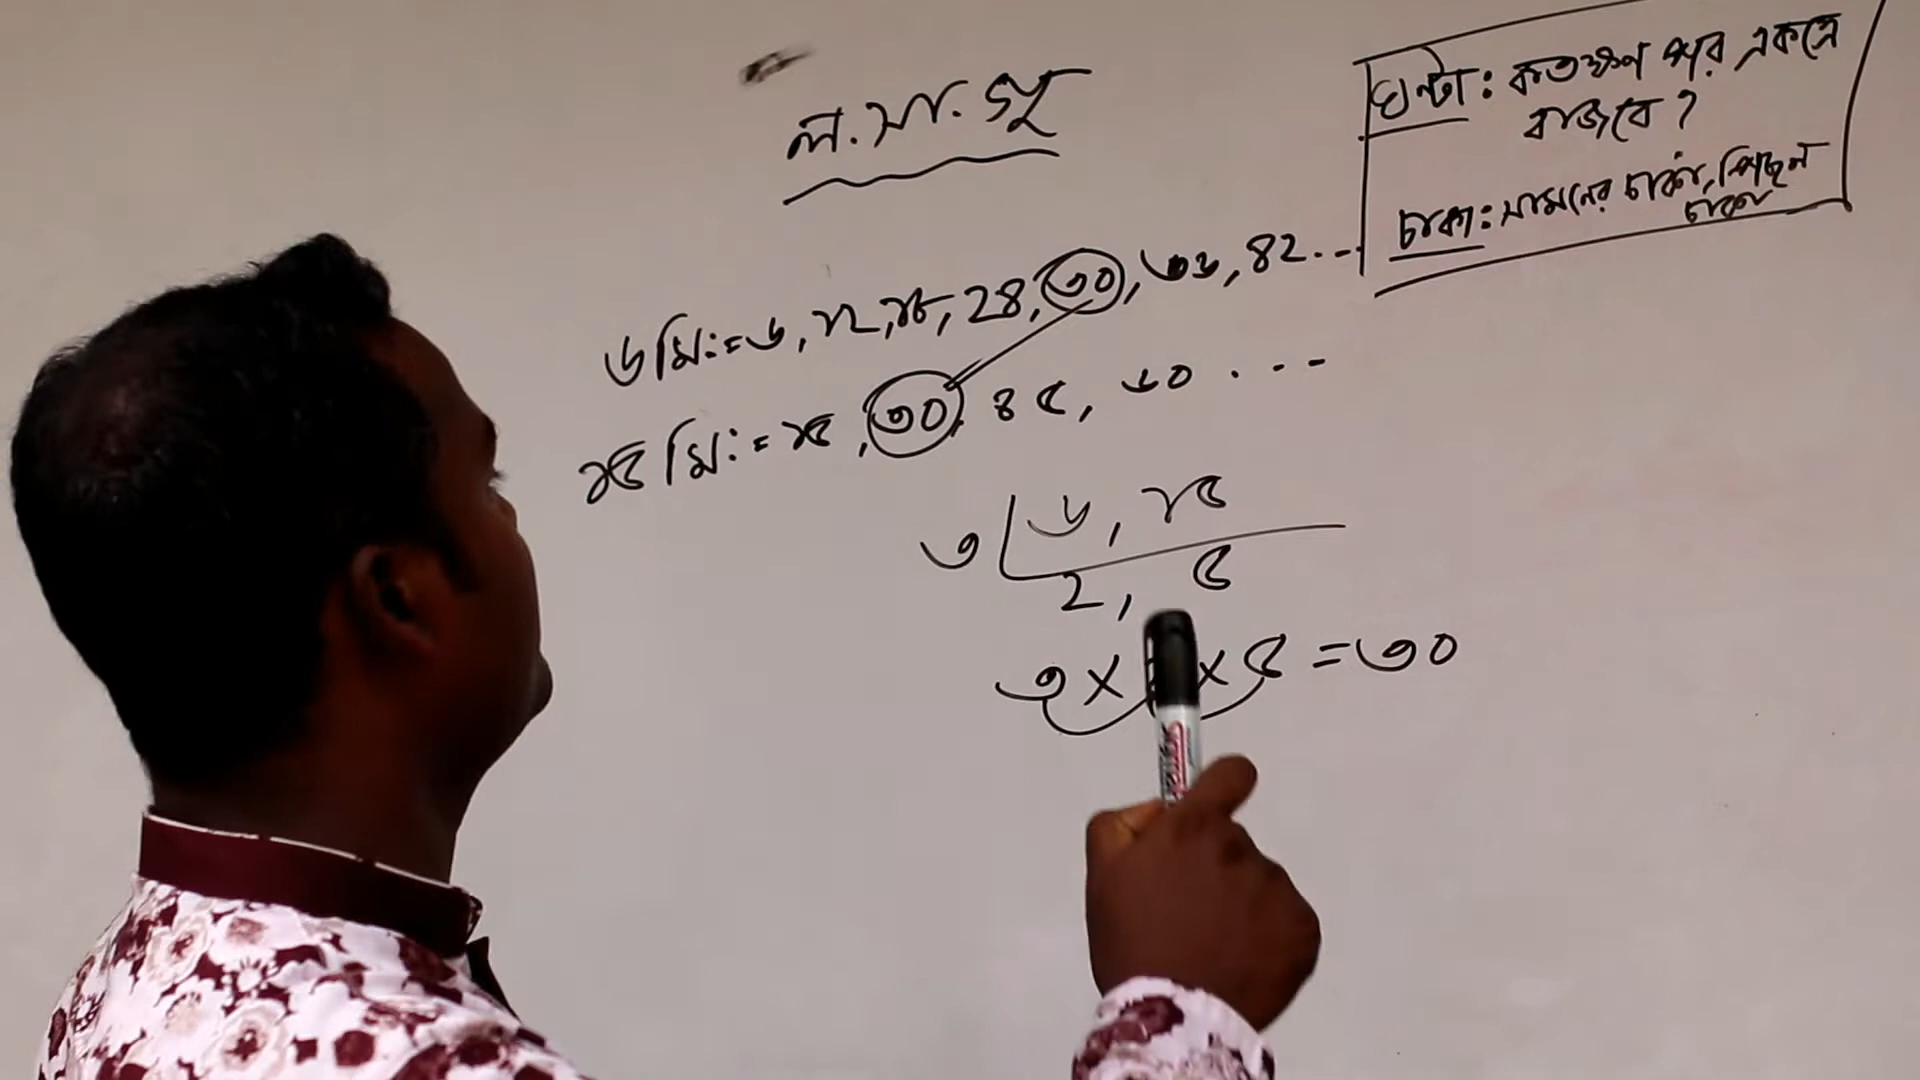 ল.সা.গু
ঘন্টা: কতক্ষণ পর একত্রে
বাজবে?
চাকা: সামনের চাকা, পিছনে
চাকা
৬ মি:=৬, ১২, ১৮, ২৪, ৩০, ৩৬, ৪২...
১৫ মি:=১৫, ৩০, ৪৫, ৬০ ...
৩ ৬, ১৫
২, ৫
৩ × × ৫ = ৩০